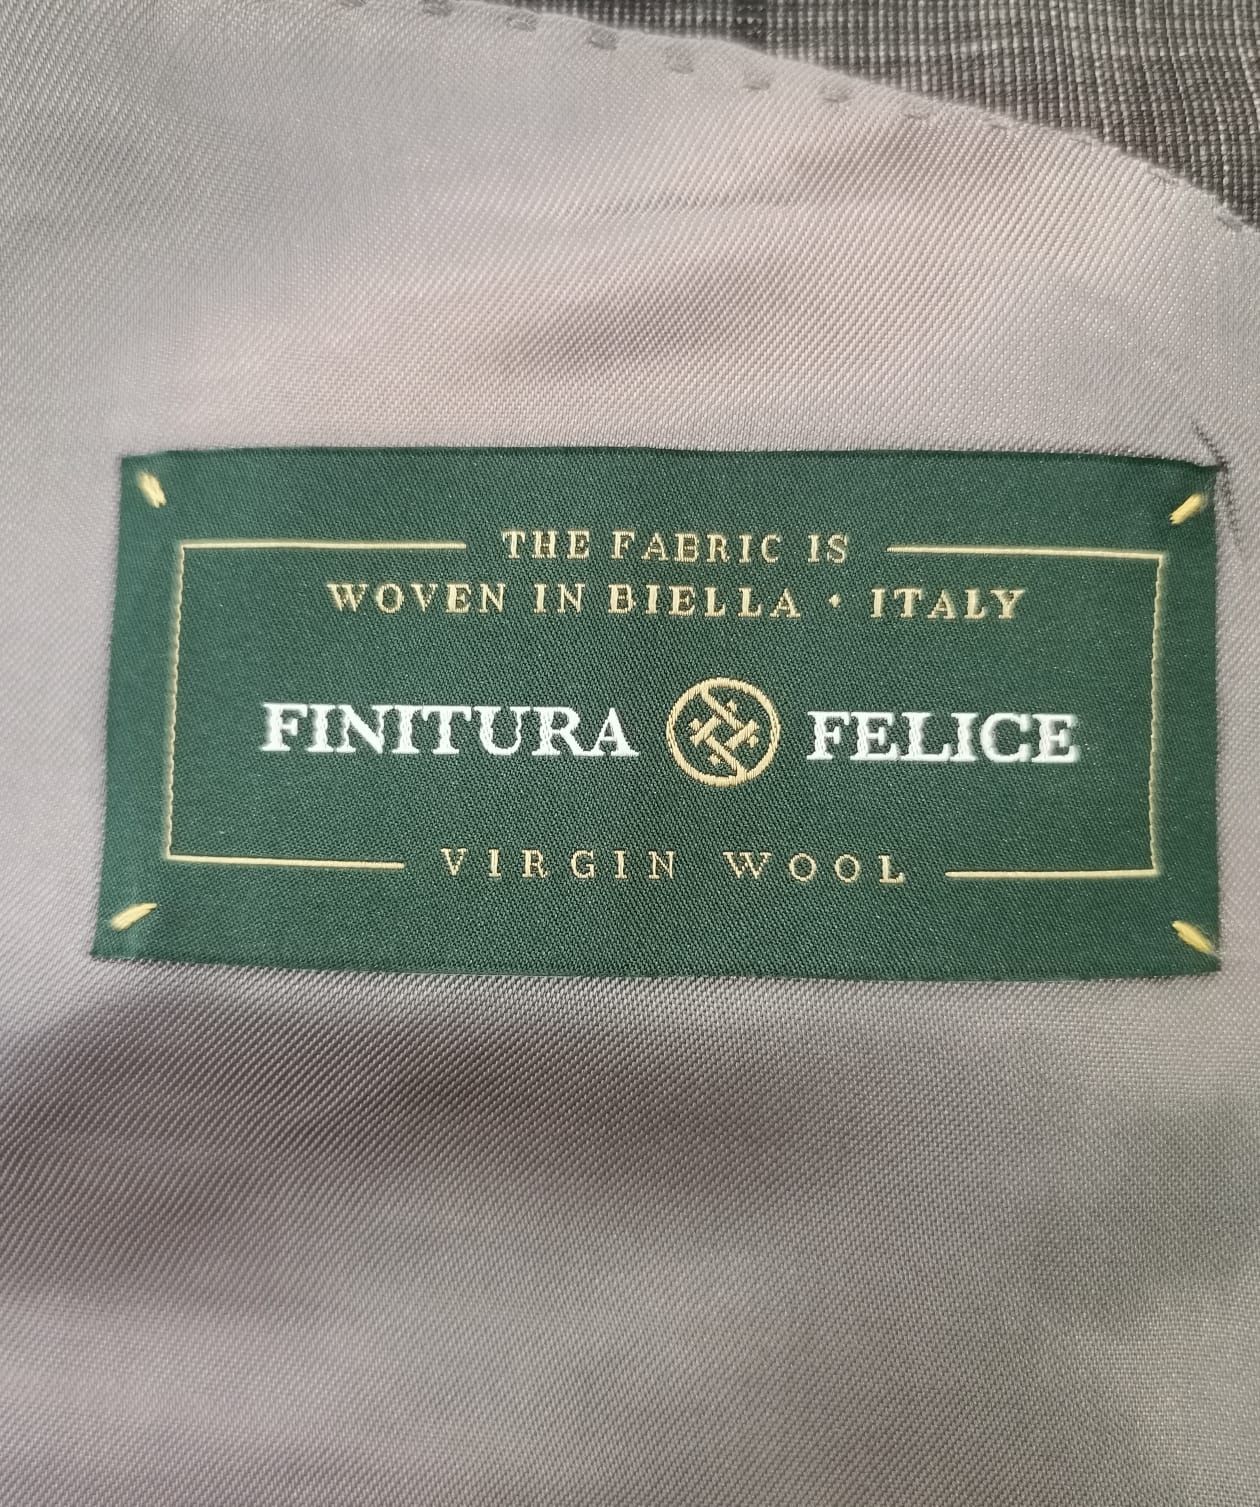 THE FABRIC IS
WOVEN IN BIELLA • ITALY
FINITURA FELICE
VIRGIN WOOL